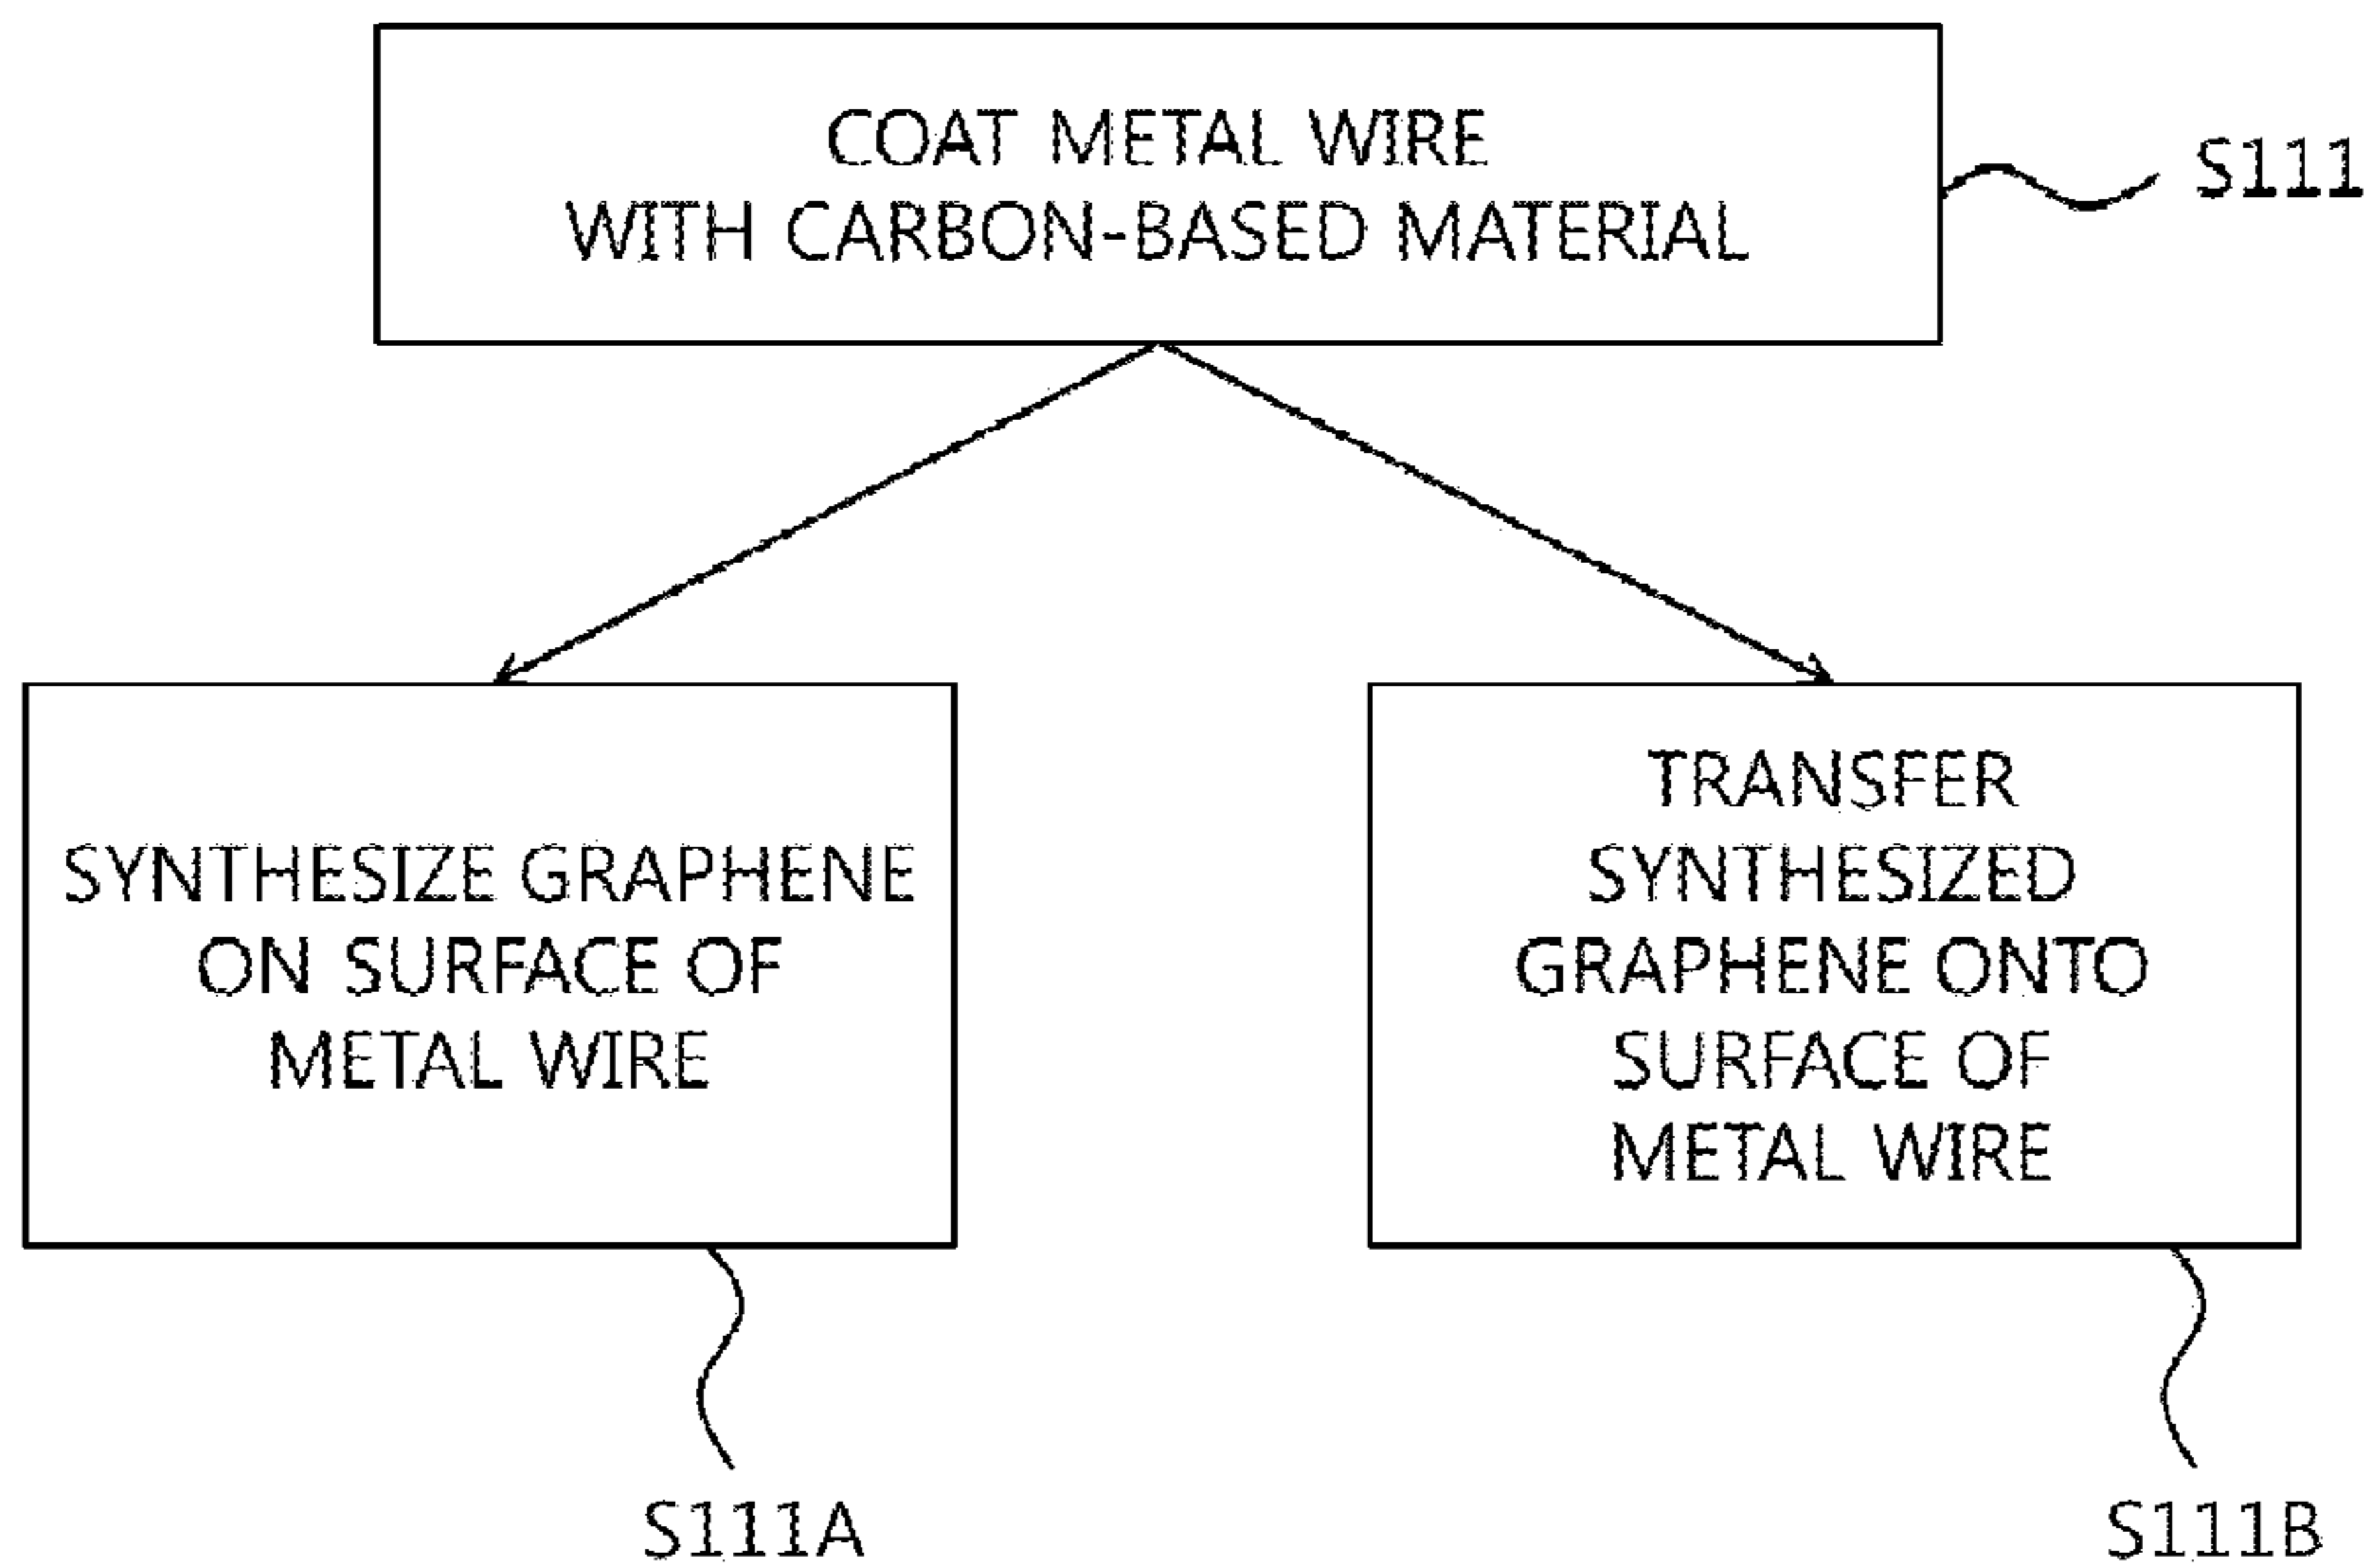 COAT METAL WIRE
WITH CARBON-BASED MATERIAL
S111
SYNTHESIZE GRAPHENE
ON SURFACE OF
METAL WIRE
S111A
TRANSFER
SYNTHESIZED
GRAPHENE ONTO
SURFACE OF
METAL WIRE
S111B